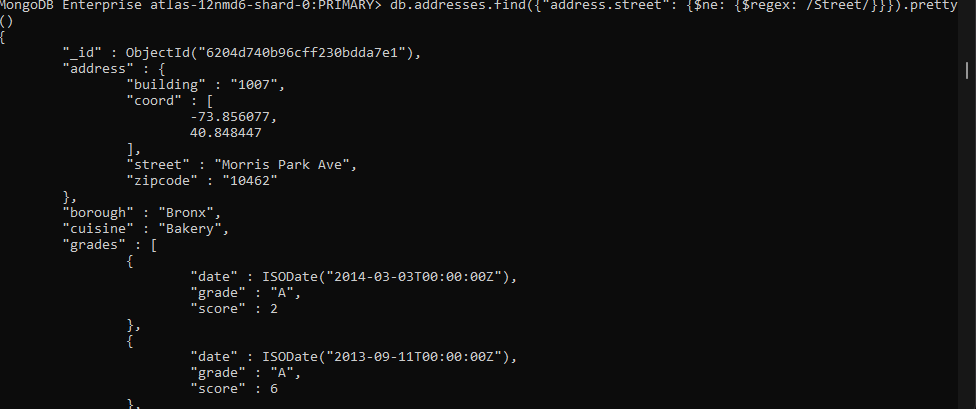 MongoDB Enterprise atlas-12nmd6-shard-0:PRIMARY> db.addresses.find({"address.street": {$ne: {$regex: /Street/}}}).pretty
()
{
        "_id" : ObjectId("6204d740b96cff230bdda7e1"),
        "address" : {
                "building" : "1007",
                "coord" : [
                        -73.856077,
                        40.848447
                ],
                "street" : "Morris Park Ave",
                "zipcode" : "10462"
        },
        "borough" : "Bronx",
        "cuisine" : "Bakery",
        "grades" : [
                {
                        "date" : ISODate("2014-03-03T00:00:00Z"),
                        "grade" : "A",
                        "score" : 2
                },
                {
                        "date" : ISODate("2013-09-11T00:00:00Z"),
                        "grade" : "A",
                        "score" : 6
                },